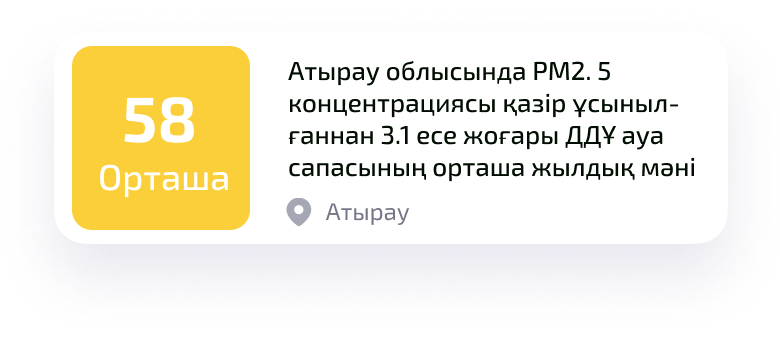 58
Орташа
Атырау облысында PM2. 5
концентрациясы қазір ұсыныл-
ғаннан 3.1 есе жоғары ДДҰ ауа
сапасының орташа жылдық мәні
Атырау